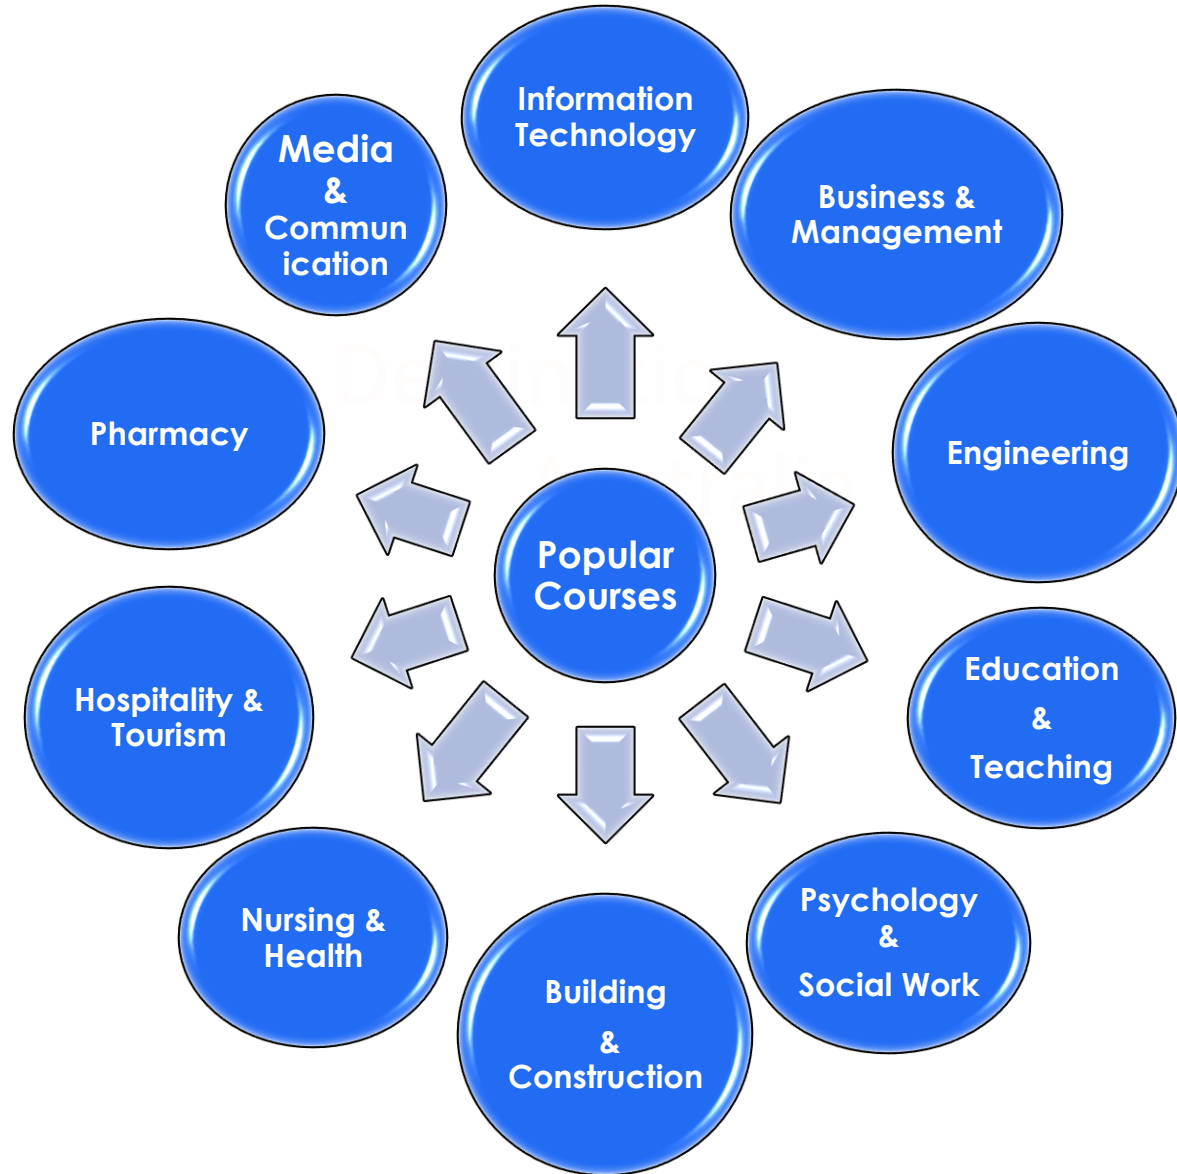 Information
Technology
Business &
Management
Engineering
Education
&
Teaching
Psychology
&
Social Work
Building
&
Construction
Nursing &
Health
Hospitality &
Tourism
Pharmacy
Media
&
Commun
ication
Popular
Courses